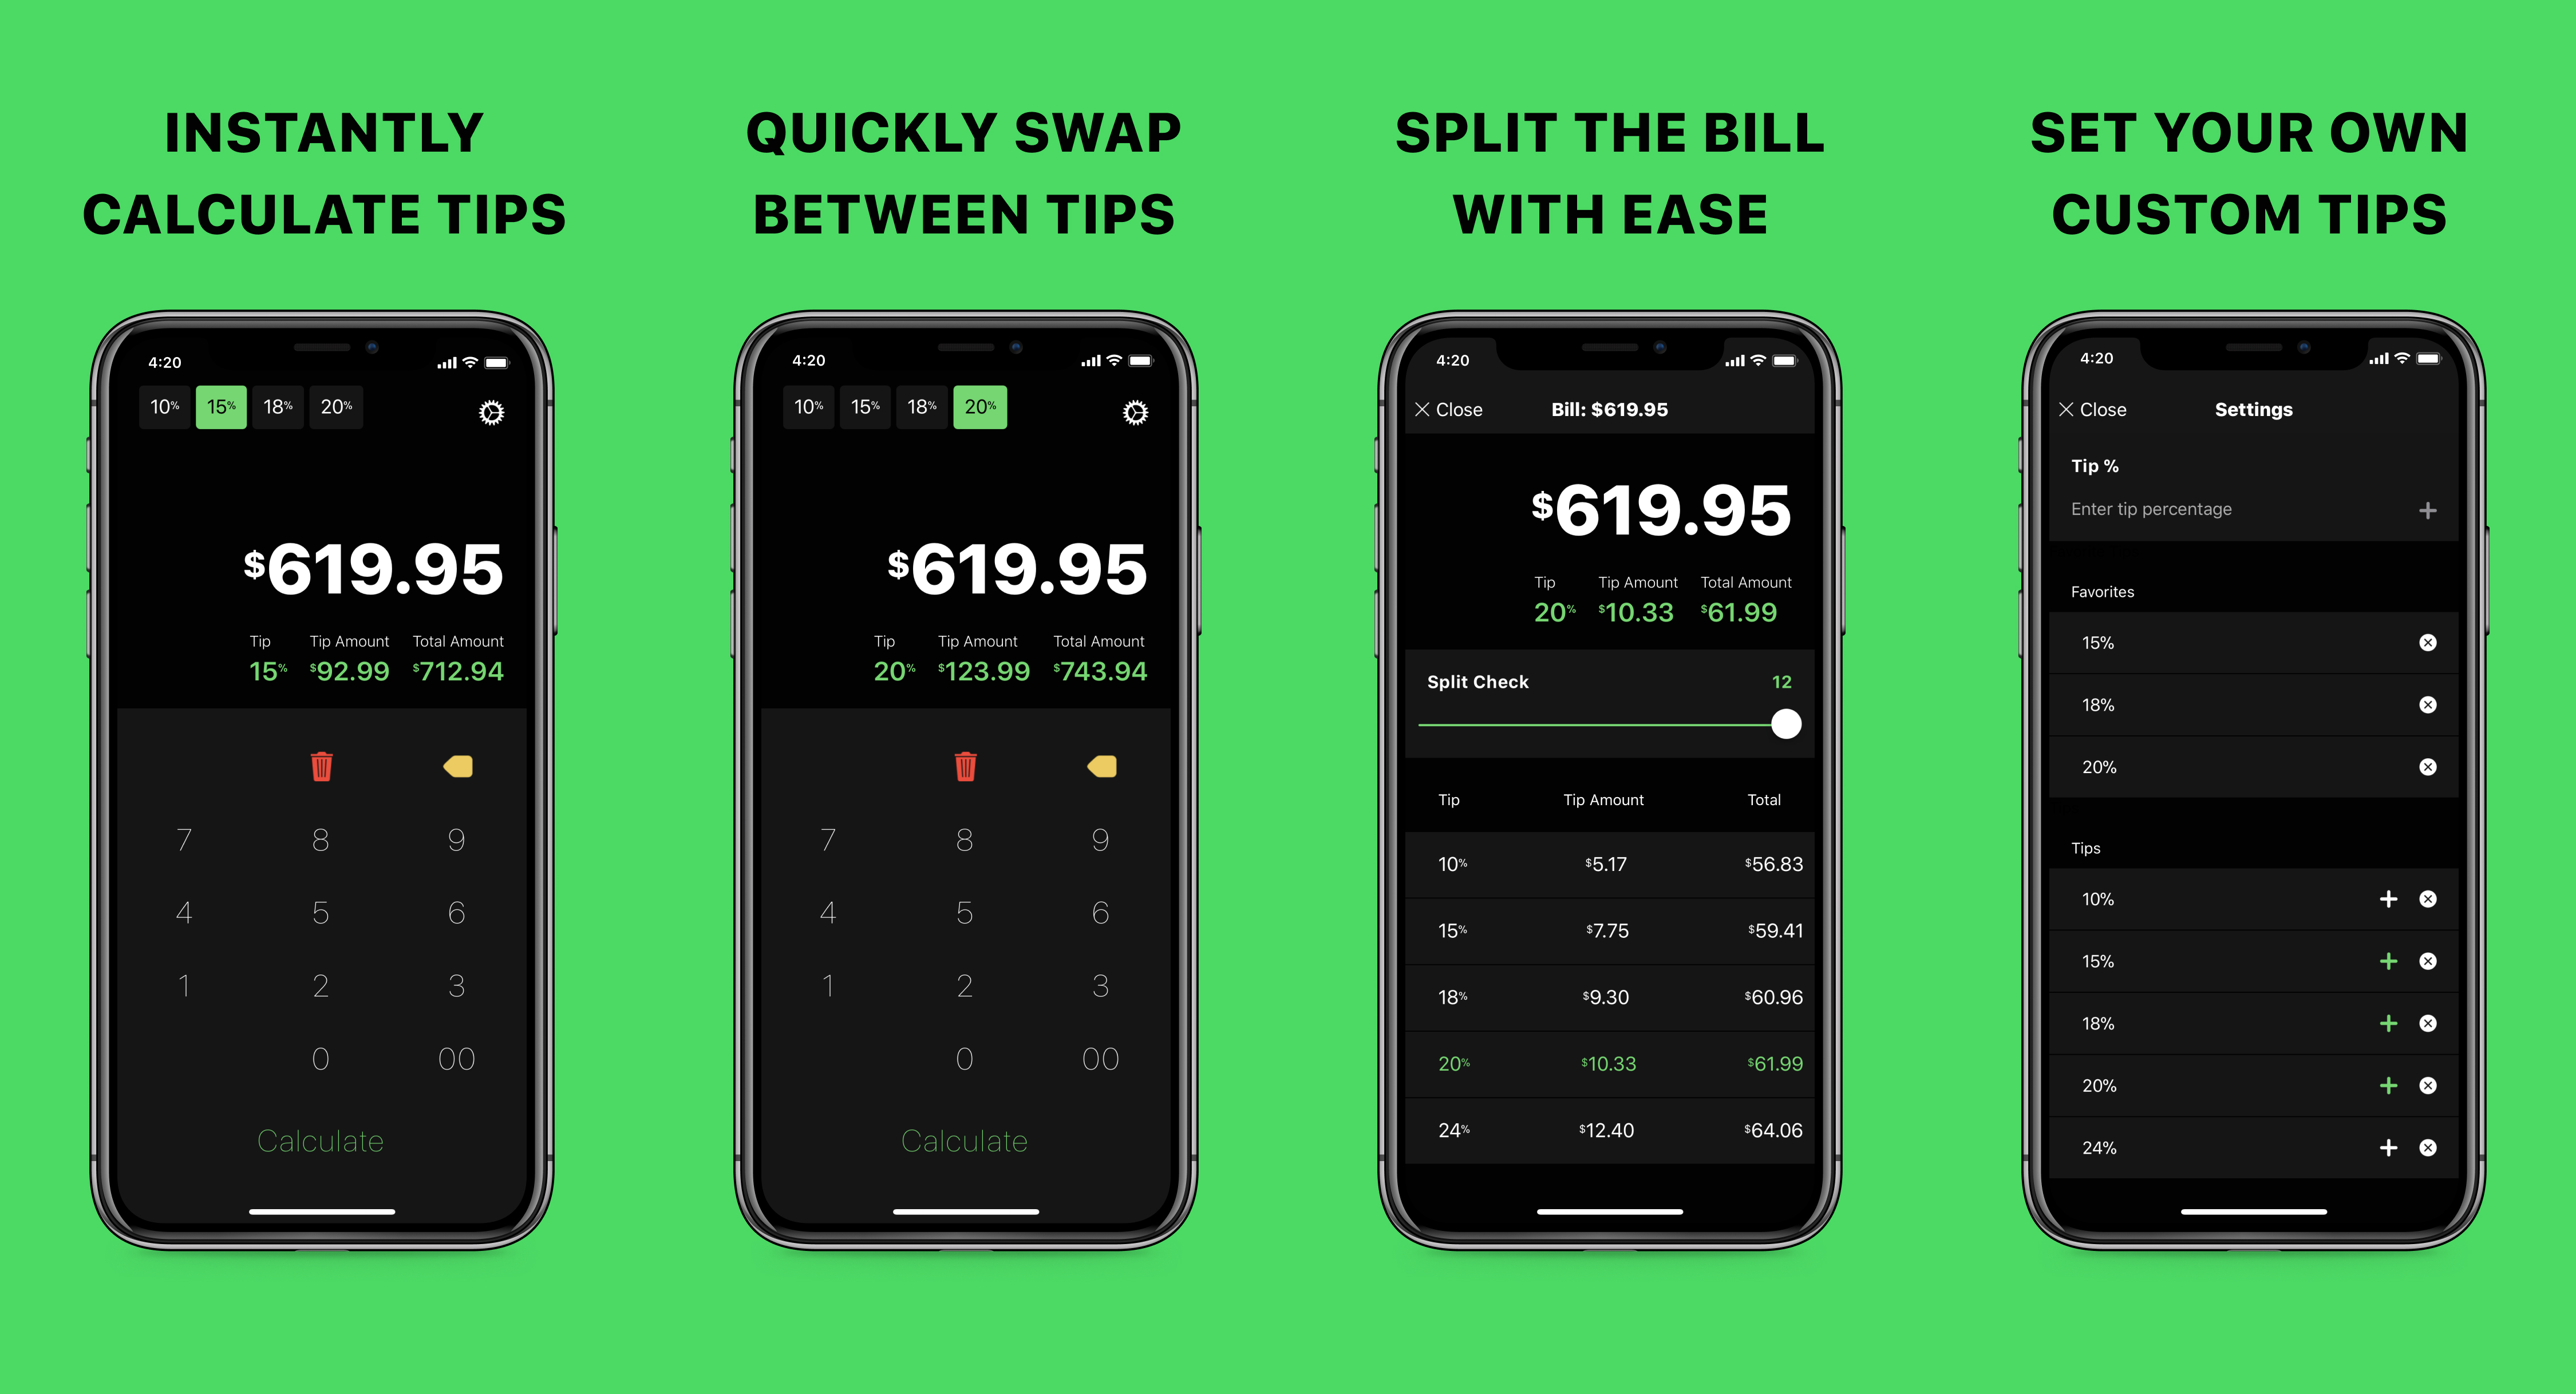 INSTANTLY
CALCULATE TIPS
4:20
10% 15% 18% 20%
$619.95
Tip Tip Amount Total Amount
15% $92.99 $712.94
7 8 9
4 5 6
1 2 3
0 00
Calculate
QUICKLY SWAP
BETWEEN TIPS
4:20
10% 15% 18% 20%
$619.95
Tip Tip Amount Total Amount
20% $123.99 $743.94
7 8 9
4 5 6
1 2 3
0 00
Calculate
SPLIT THE BILL
WITH EASE
4:20
Close Bill: $619.95
$619.95
Tip Tip Amount Total Amount
20% $10.33 $61.99
Split Check 12
Tip Tip Amount Total
10% $5.17 $56.83
15% $7.75 $59.41
18% $9.30 $60.96
20% $10.33 $61.99
24% $12.40 $64.06
SET YOUR OWN
CUSTOM TIPS
4:20
Close Settings
Tip %
Enter tip percentage
Favorites
15%
18%
20%
Tips
10%
15%
18%
20%
24%